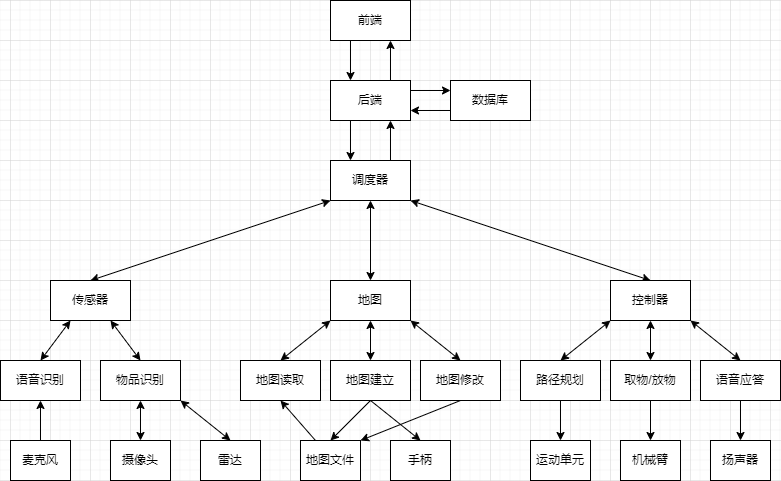 前端
后端
数据库
调度器
传感器
地图
控制器
语音识别
物品识别
地图读取
地图建立
地图修改
路径规划
取物/放物
语音应答
麦克风
摄像头
雷达
地图文件
手柄
运动单元
机械臂
扬声器